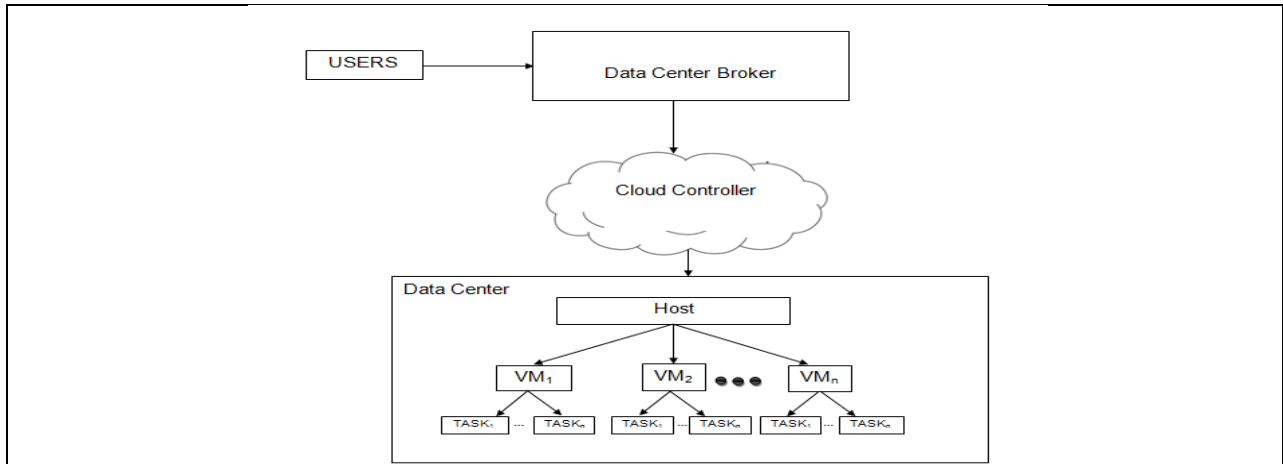 USERS
Data Center Broker
Cloud Controller
Data Center
Host
VM₁ VM₂ VMₙ
TASK₁ ... TASKₙ TASK₁ ... TASKₙ TASK₁ ... TASKₙ